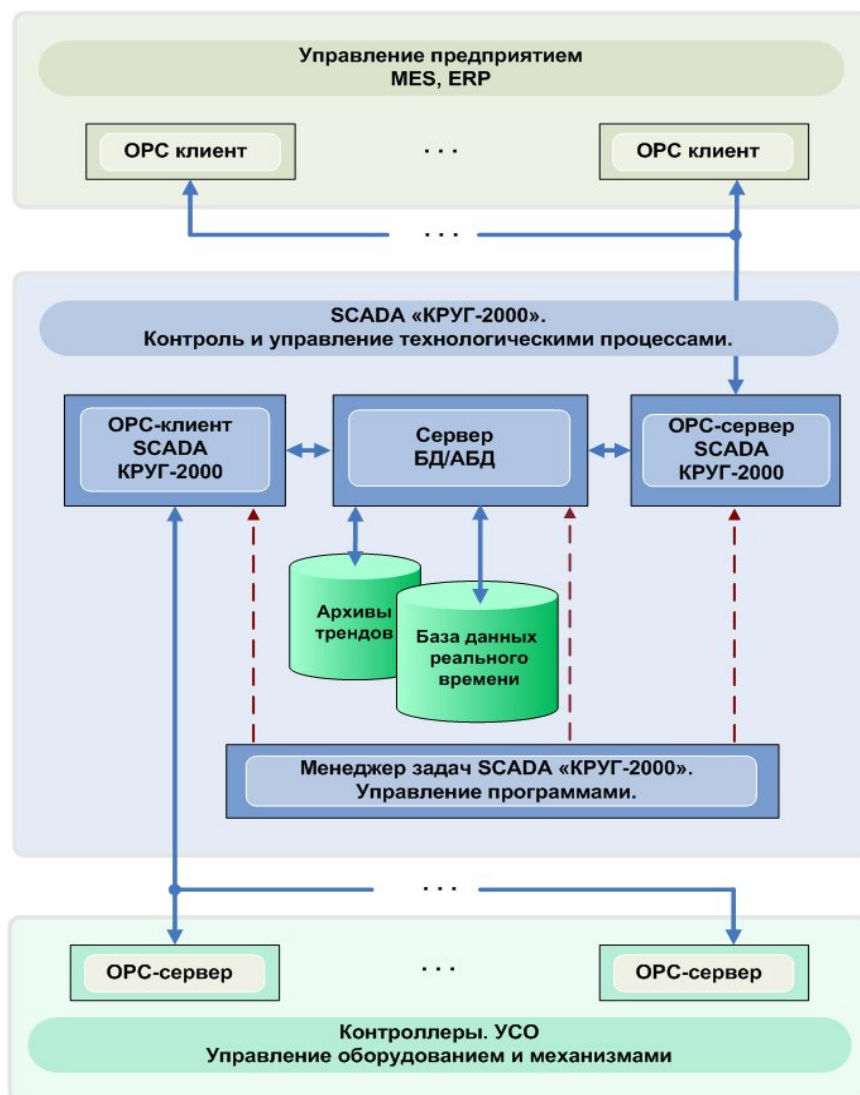 Управление предприятием
MES, ERP
OPC клиент
. . .
OPC клиент
. . .
SCADA «КРУГ-2000».
Контроль и управление технологическими процессами.
OPC-клиент
SCADA
КРУГ-2000
Сервер
БД/АБД
OPC-сервер
SCADA
КРУГ-2000
Архивы
трендов
База данных
реального
времени
Менеджер задач SCADA «КРУГ-2000».
Управление программами.
. . .
OPC-сервер
. . .
OPC-сервер
Контроллеры. УСО
Управление оборудованием и механизмами